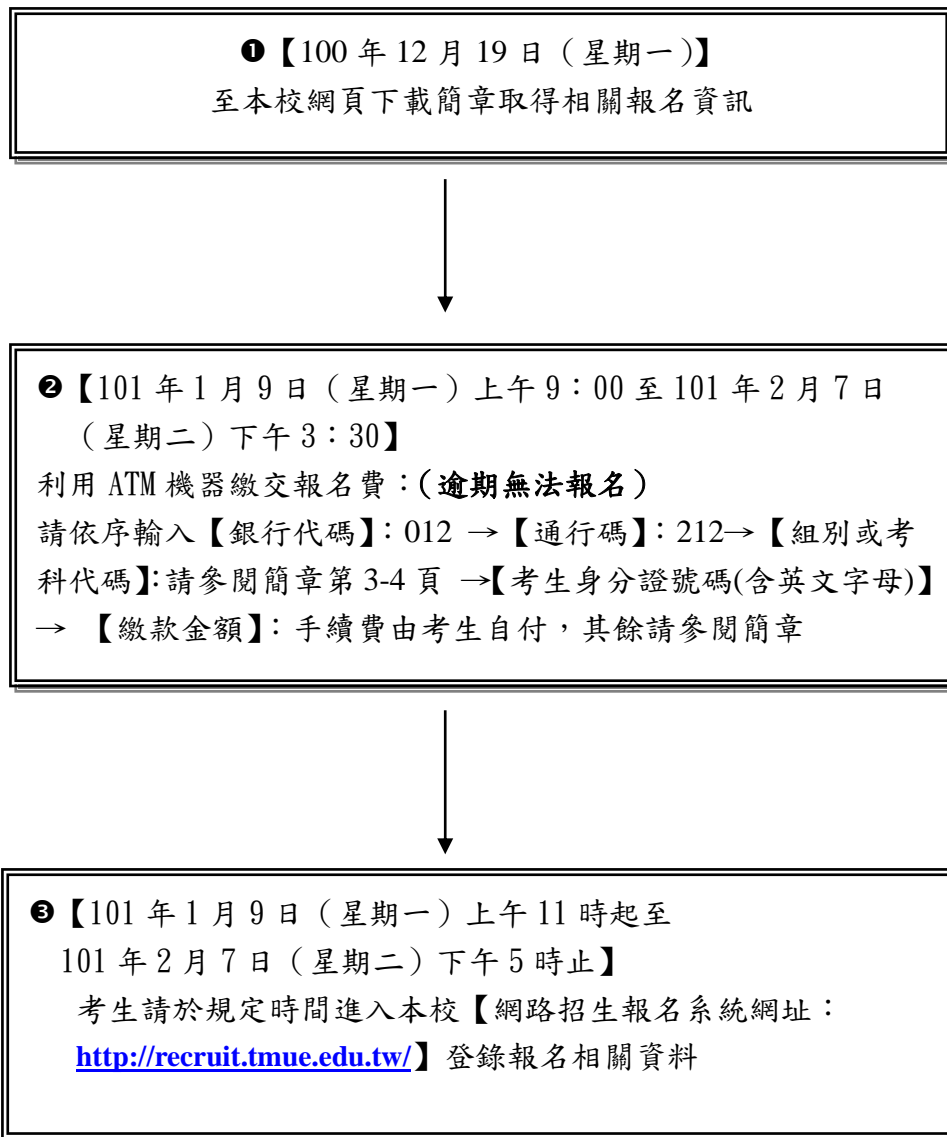 ❶【100 年 12 月 19 日（星期一）】
至本校網頁下載簡章取得相關報名資訊
❷【101 年 1 月 9 日（星期一）上午 9：00 至 101 年 2 月 7 日
（星期二）下午 3：30】
利用 ATM 機器繳交報名費：（逾期無法報名）
請依序輸入【銀行代碼】：012 →【通行碼】：212→【組別或考
科代碼】：請參閱簡章第 3-4 頁 →【考生身分證號碼(含英文字母)】
→ 【繳款金額】：手續費由考生自付，其餘請參閱簡章
❸【101 年 1 月 9 日（星期一）上午 11 時起至
101 年 2 月 7 日（星期二）下午 5 時止】
考生請於規定時間進入本校【網路招生報名系統網址：
http://recruit.tmue.edu.tw/】登錄報名相關資料